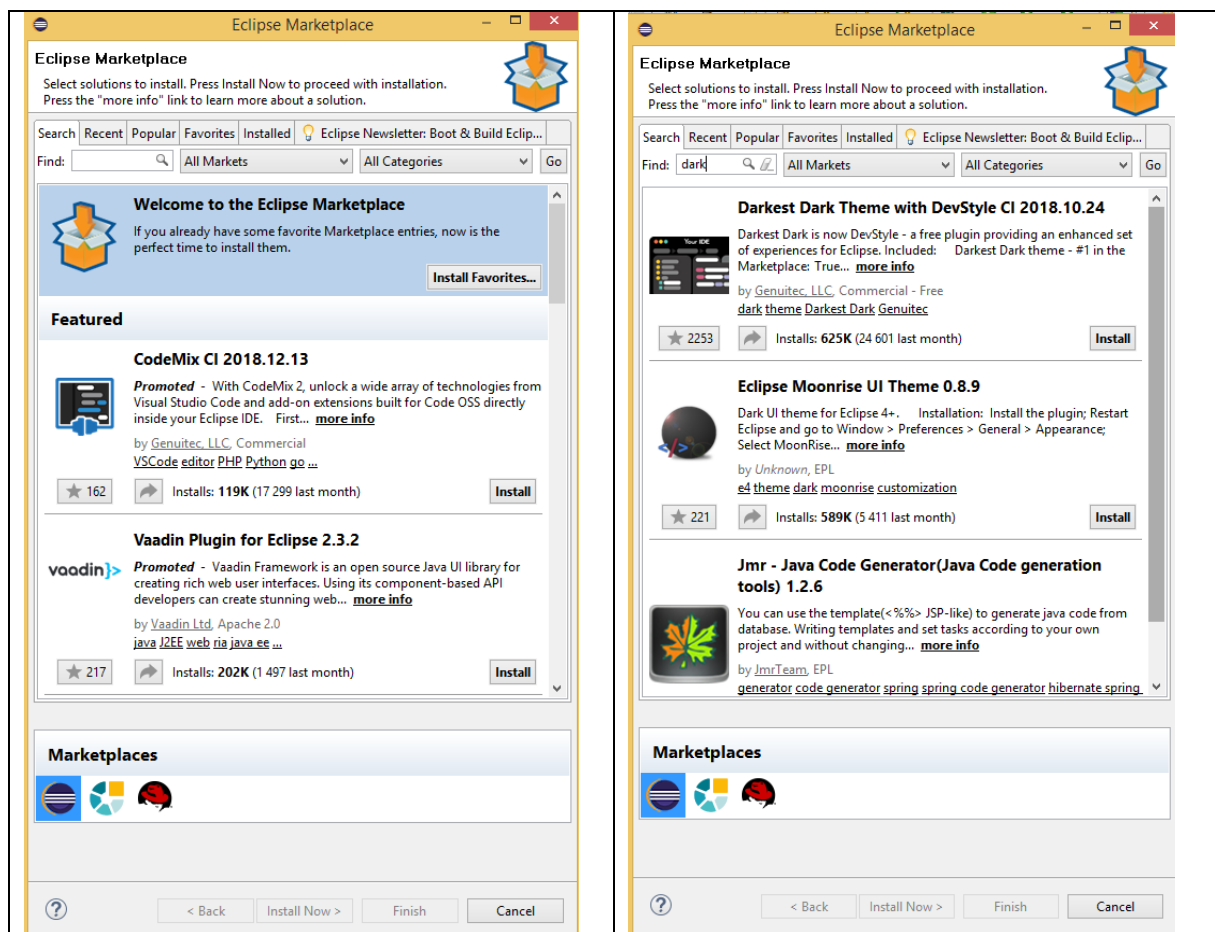 Eclipse Marketplace
Eclipse Marketplace
Select solutions to install. Press Install Now to proceed with installation.
Press the "more info" link to learn more about a solution.
Search Recent Popular Favorites Installed Eclipse Newsletter: Boot & Build Eclip...
Find: All Markets All Categories Go
Welcome to the Eclipse Marketplace
If you already have some favorite Marketplace entries, now is the
perfect time to install them.
Install Favorites...
Featured
CodeMix CI 2018.12.13
Promoted - With CodeMix 2, unlock a wide array of technologies from
Visual Studio Code and add-on extensions built for Code OSS directly
inside your Eclipse IDE. First... more info
by Genuitec, LLC, Commercial
VSCode editor PHP Python go ...
162 Installs: 119K (17 299 last month) Install
Vaadin Plugin for Eclipse 2.3.2
vaadin}>
Promoted - Vaadin Framework is an open source Java UI library for
creating rich web user interfaces. Using its component-based API
developers can create stunning web... more info
by Vaadin Ltd, Apache 2.0
java J2EE web ria java ee ...
217 Installs: 202K (1 497 last month) Install
Marketplaces
? < Back Install Now > Finish Cancel
Eclipse Marketplace
Eclipse Marketplace
Select solutions to install. Press Install Now to proceed with installation.
Press the "more info" link to learn more about a solution.
Search Recent Popular Favorites Installed Eclipse Newsletter: Boot & Build Eclip...
Find: dark All Markets All Categories Go
Darkest Dark Theme with DevStyle CI 2018.10.24
Your IDE
Darkest Dark is now DevStyle - a free plugin providing an enhanced set
of experiences for Eclipse. Included: Darkest Dark theme - #1 in the
Marketplace: True... more info
by Genuitec, LLC, Commercial - Free
dark theme Darkest Dark Genuitec
2253 Installs: 625K (24 601 last month) Install
Eclipse Moonrise UI Theme 0.8.9
Dark UI theme for Eclipse 4+. Installation: Install the plugin; Restart
Eclipse and go to Window > Preferences > General > Appearance;
Select MoonRise... more info
</>
by Unknown, EPL
e4 theme dark moonrise customization
221 Installs: 589K (5 411 last month) Install
Jmr - Java Code Generator(Java Code generation
tools) 1.2.6
You can use the template(<%%> JSP-like) to generate java code from
database. Writing templates and set tasks according to your own
project and without changing... more info
by JmrTeam, EPL
generator code generator spring spring code generator hibernate spring
Marketplaces
? < Back Install Now > Finish Cancel